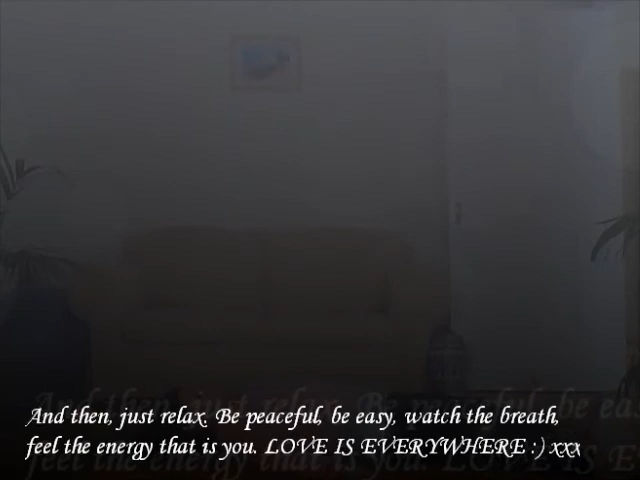 And then, just relax. Be peaceful, be easy, watch the breath,
feel the energy that is you. LOVE IS EVERYWHERE :) xxx